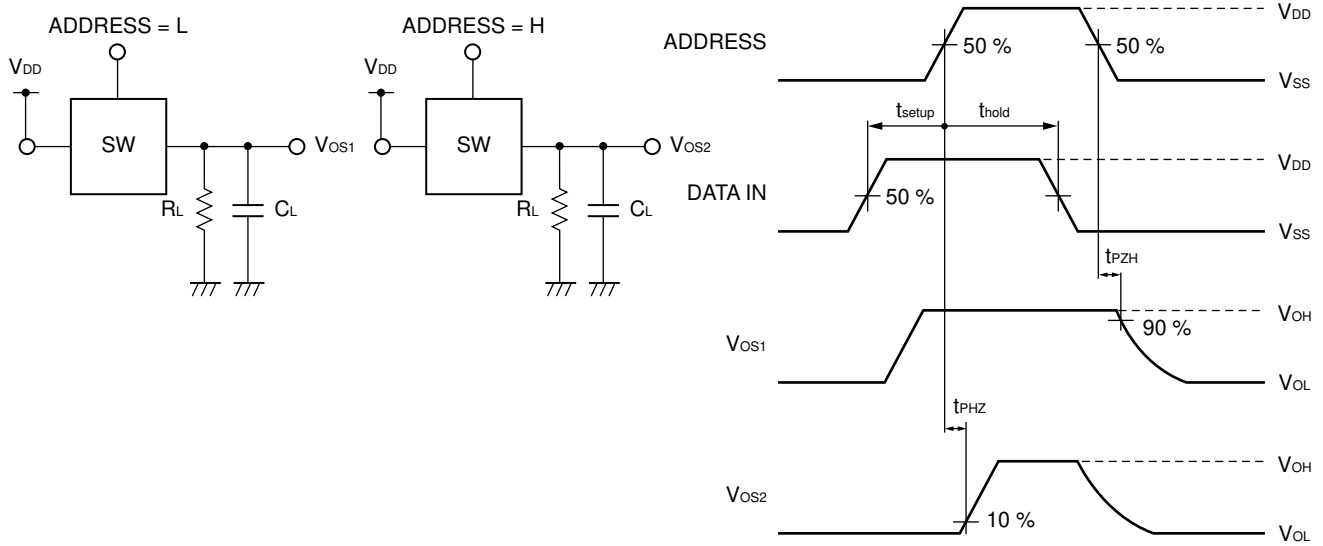 ADDRESS = L
VDD
SW
VOS1
RL
CL
ADDRESS = H
VDD
SW
VOS2
RL
CL
ADDRESS
50 %
50 %
VDD
VSS
tsetup
thold
DATA IN
50 %
VDD
VSS
tPZH
VOS1
90 %
VOH
VOL
tPHZ
VOS2
10 %
VOH
VOL